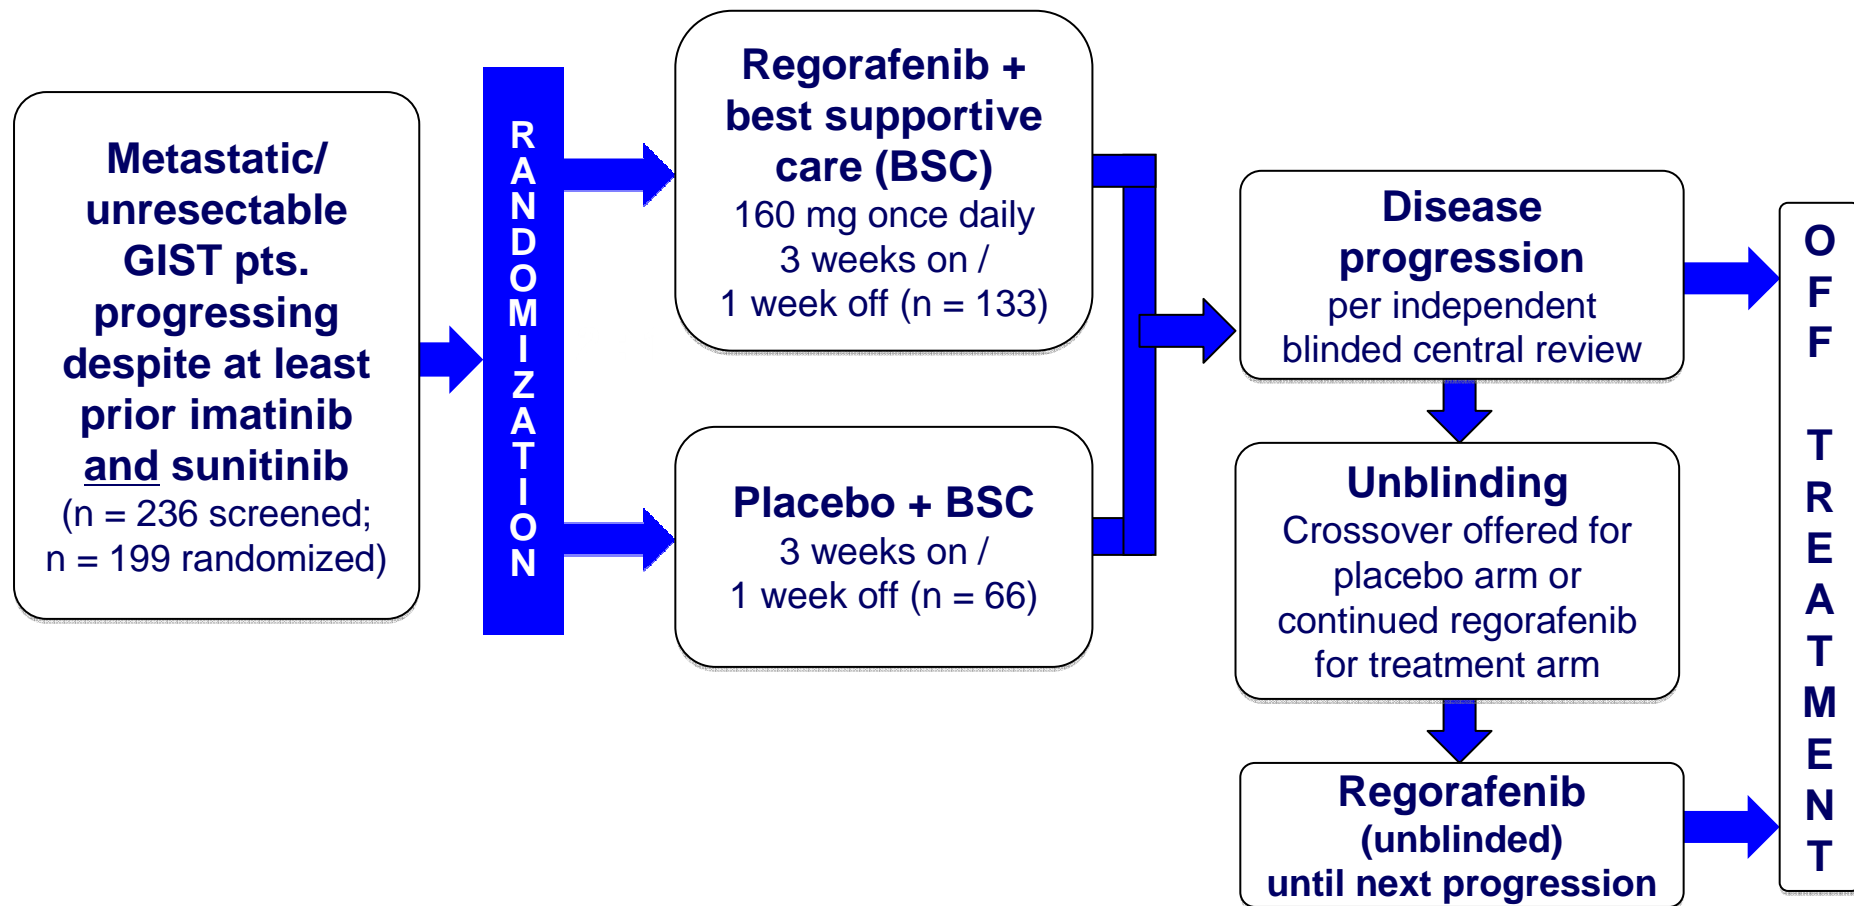 Metastatic/
unresectable
GIST pts.
progressing
despite at least
prior imatinib
and sunitinib
(n = 236 screened;
n = 199 randomized)
RANDOMIZATION
Regorafenib +
best supportive
care (BSC)
160 mg once daily
3 weeks on /
1 week off (n = 133)
Placebo + BSC
3 weeks on /
1 week off (n = 66)
Disease
progression
per independent
blinded central review
Unblinding
Crossover offered for
placebo arm or
continued regorafenib
for treatment arm
Regorafenib
(unblinded)
until next progression
OFF TREATMENT